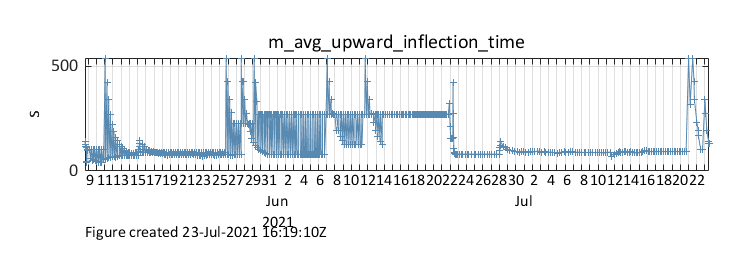 m_avg_upward_inflection_time
500
s
0
9 11 13 15 17 19 21 23 25 27 29 31 2 4 6 8 10 12 14 16 18 20 22 24 26 28 30 2 4 6 8 10 12 14 16 18 20 22
Jun Jul
2021
Figure created 23-Jul-2021 16:19:10Z